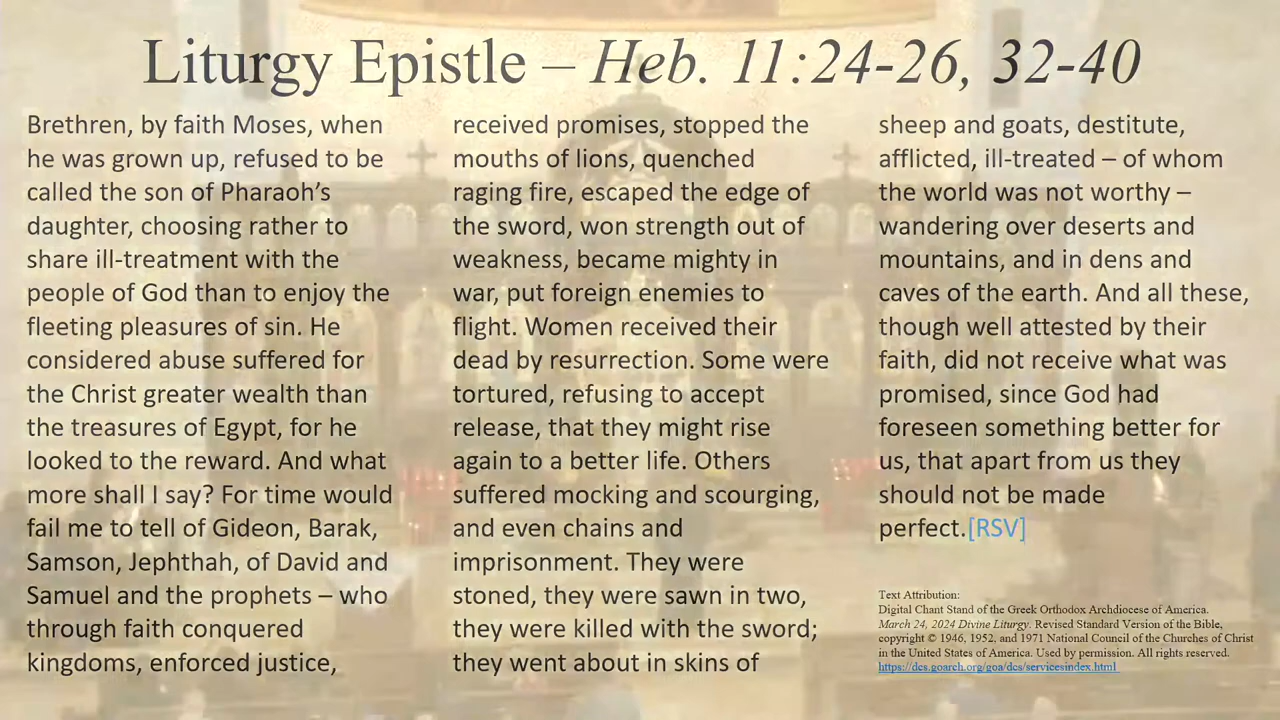 Liturgy Epistle – Heb. 11:24-26, 32-40
Brethren, by faith Moses, when
he was grown up, refused to be
called the son of Pharaoh’s
daughter, choosing rather to
share ill-treatment with the
people of God than to enjoy the
fleeting pleasures of sin. He
considered abuse suffered for
the Christ greater wealth than
the treasures of Egypt, for he
looked to the reward. And what
more shall I say? For time would
fail me to tell of Gideon, Barak,
Samson, Jephthah, of David and
Samuel and the prophets – who
through faith conquered
kingdoms, enforced justice,
received promises, stopped the
mouths of lions, quenched
raging fire, escaped the edge of
the sword, won strength out of
weakness, became mighty in
war, put foreign enemies to
flight. Women received their
dead by resurrection. Some were
tortured, refusing to accept
release, that they might rise
again to a better life. Others
suffered mocking and scourging,
and even chains and
imprisonment. They were
stoned, they were sawn in two,
they were killed with the sword;
they went about in skins of
sheep and goats, destitute,
afflicted, ill-treated – of whom
the world was not worthy –
wandering over deserts and
mountains, and in dens and
caves of the earth. And all these,
though well attested by their
faith, did not receive what was
promised, since God had
foreseen something better for
us, that apart from us they
should not be made
perfect.[RSV]
Text Attribution:
Digital Chant Stand of the Greek Orthodox Archdiocese of America.
March 24, 2024 Divine Liturgy. Revised Standard Version of the Bible,
copyright © 1946, 1952, and 1971 National Council of the Churches of Christ
in the United States of America. Used by permission. All rights reserved.
https://dcs.goarch.org/goa/dcs/servicesindex.html